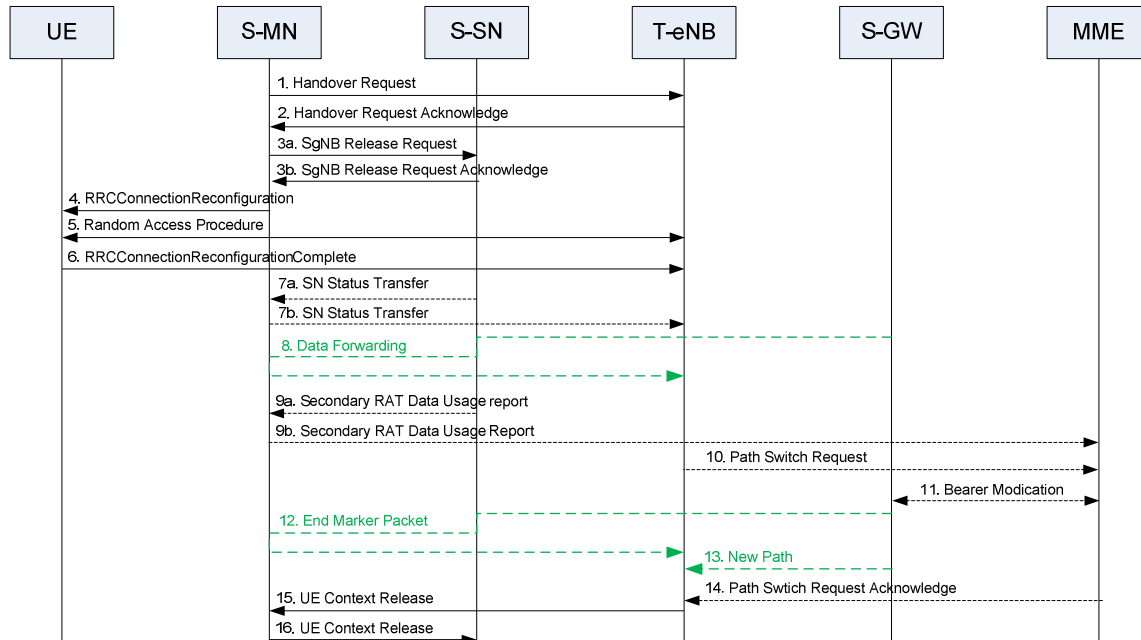 UE S-MN S-SN T-eNB S-GW MME
1. Handover Request
2. Handover Request Acknowledge
3a. SgNB Release Request
3b. SgNB Release Request Acknowledge
4. RRCConnectionReconfiguration
5. Random Access Procedure
6. RRCConnectionReconfigurationComplete
7a. SN Status Transfer
7b. SN Status Transfer
8. Data Forwarding
9a. Secondary RAT Data Usage report
9b. Secondary RAT Data Usage Report
10. Path Switch Request
11. Bearer Modication
12. End Marker Packet
13. New Path
14. Path Swtich Request Acknowledge
15. UE Context Release
16. UE Context Release